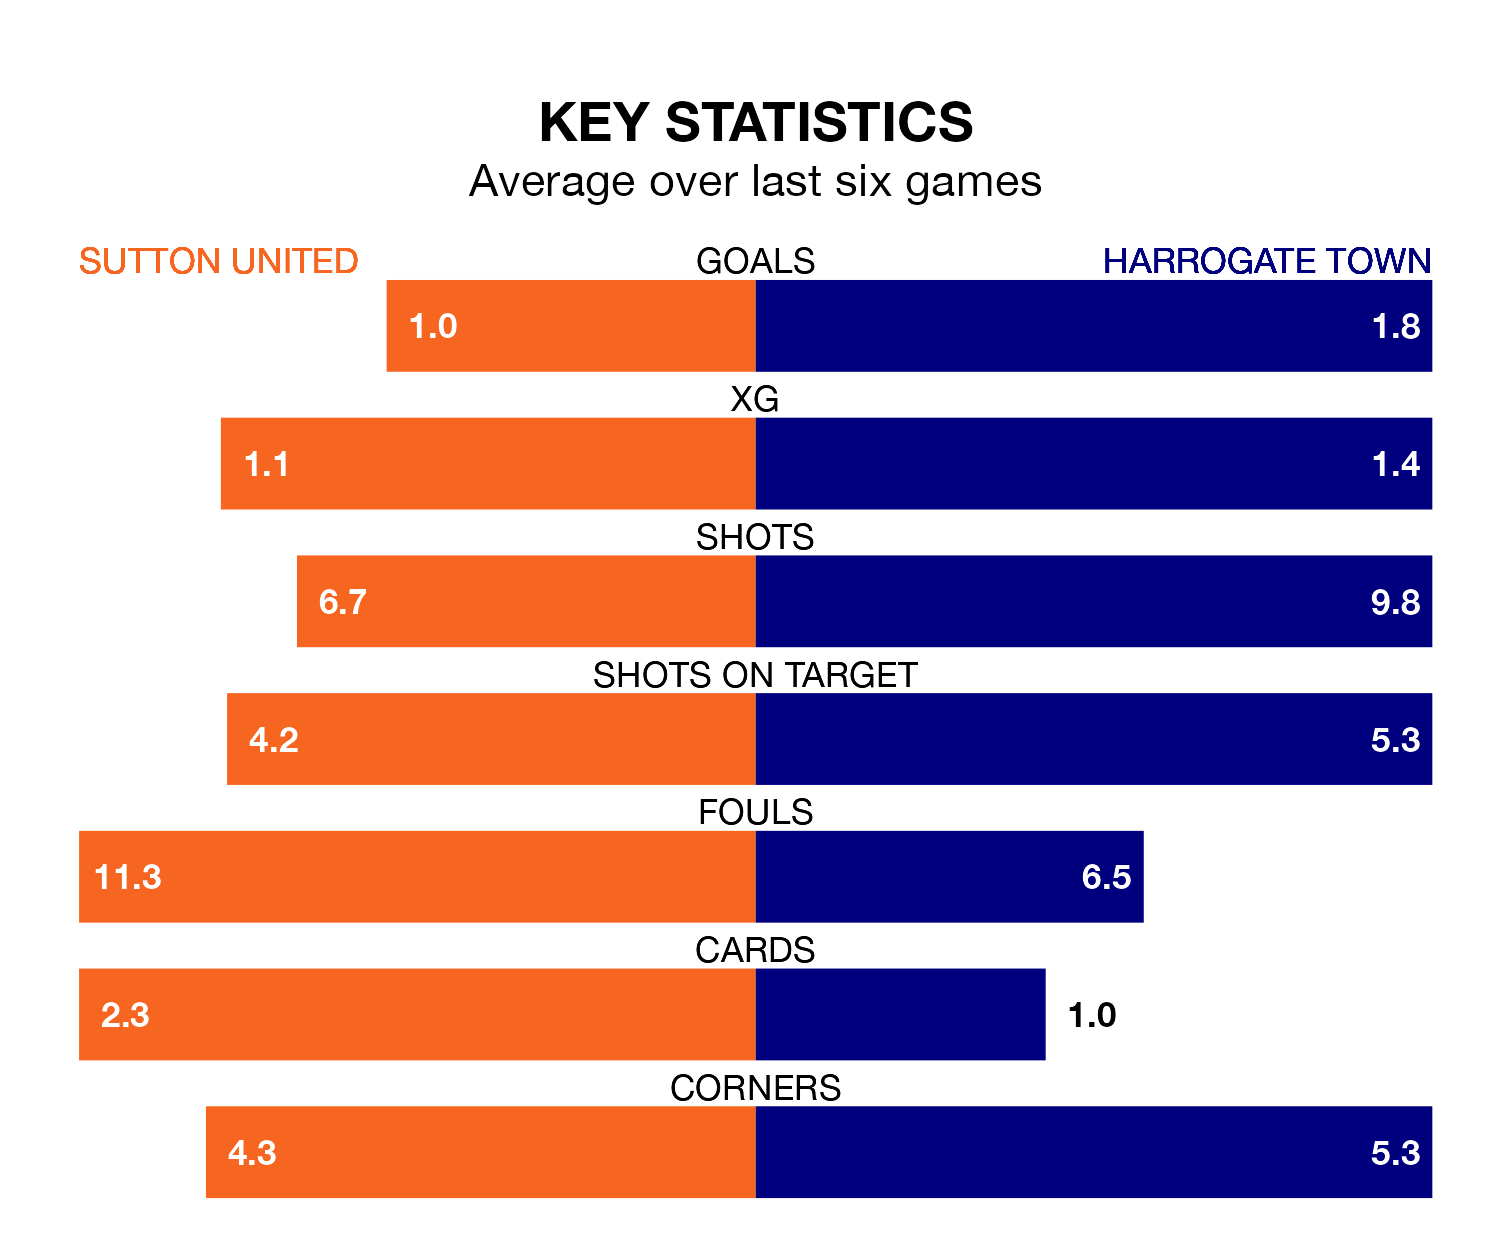 KEY STATISTICS
Average over last six games
SUTTON UNITED GOALS HARROGATE TOWN
1.0 1.8
XG
1.1 1.4
SHOTS
6.7 9.8
SHOTS ON TARGET
4.2 5.3
FOULS
11.3 6.5
CARDS
2.3 1.0
CORNERS
4.3 5.3